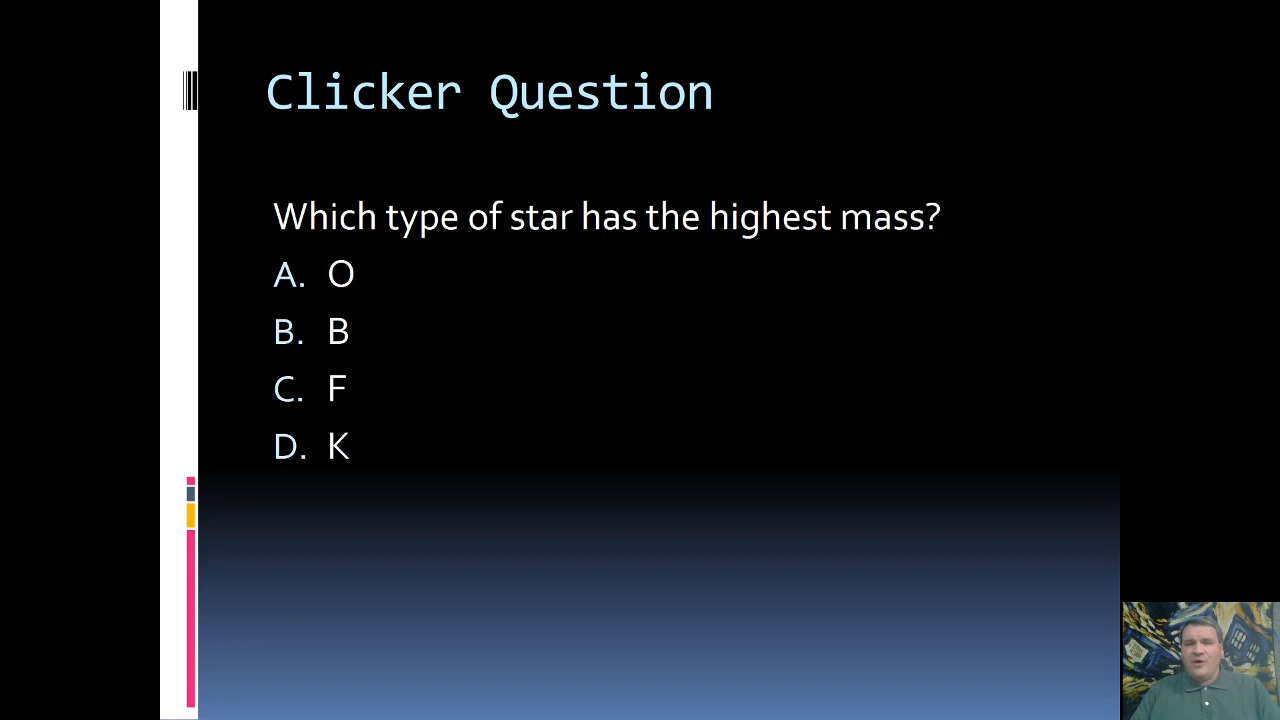 Clicker Question
Which type of star has the highest mass?
A. O
B. B
C. F
D. K